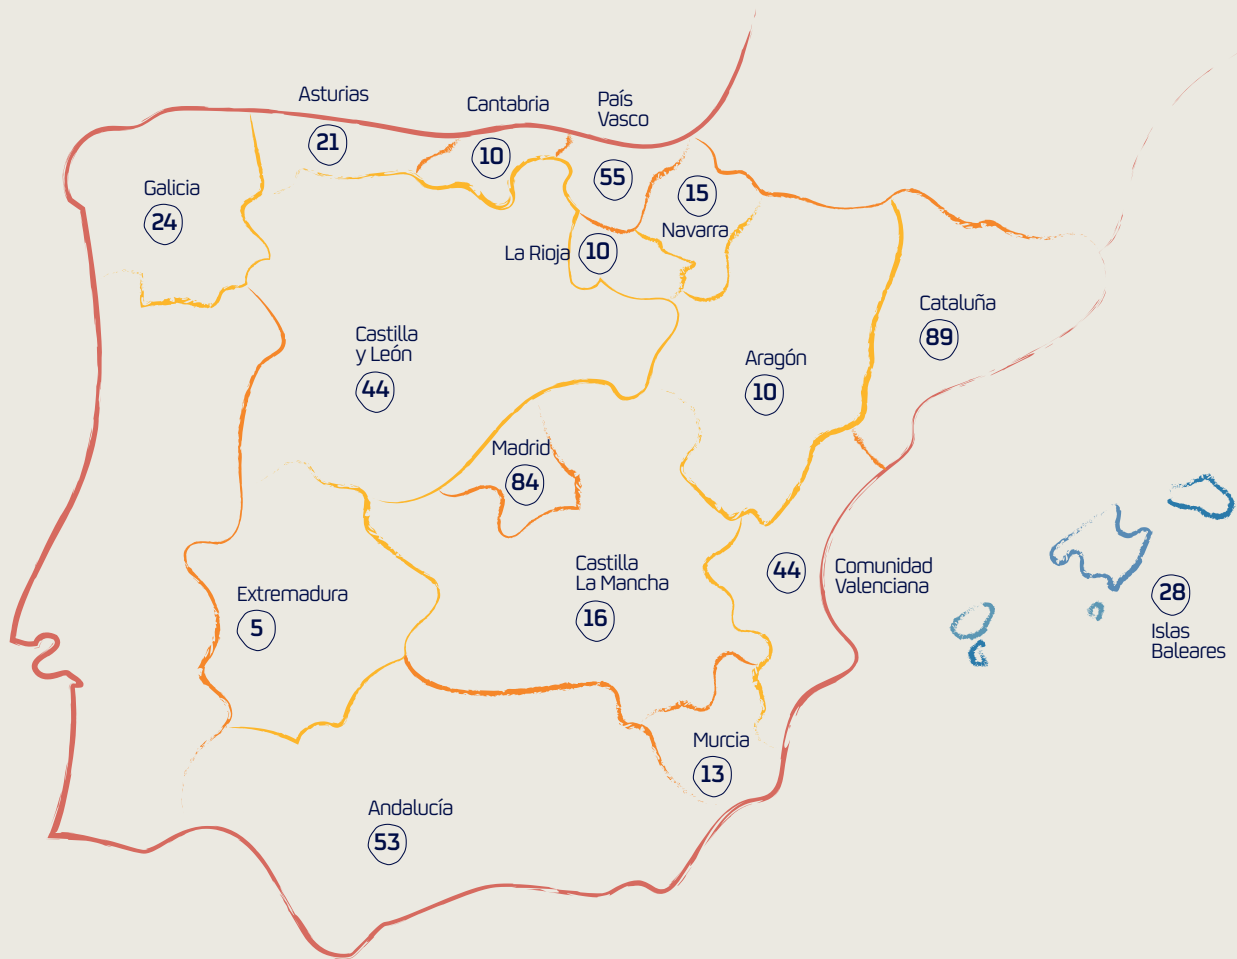 Asturias
21
Cantabria
10
País
Vasco
55
Galicia
24
15
Navarra
La Rioja
10
Cataluña
89
Castilla
y León
44
Aragón
10
Madrid
84
Castilla
La Mancha
16
44
Comunidad
Valenciana
28
Islas
Baleares
Extremadura
5
Murcia
13
Andalucía
53